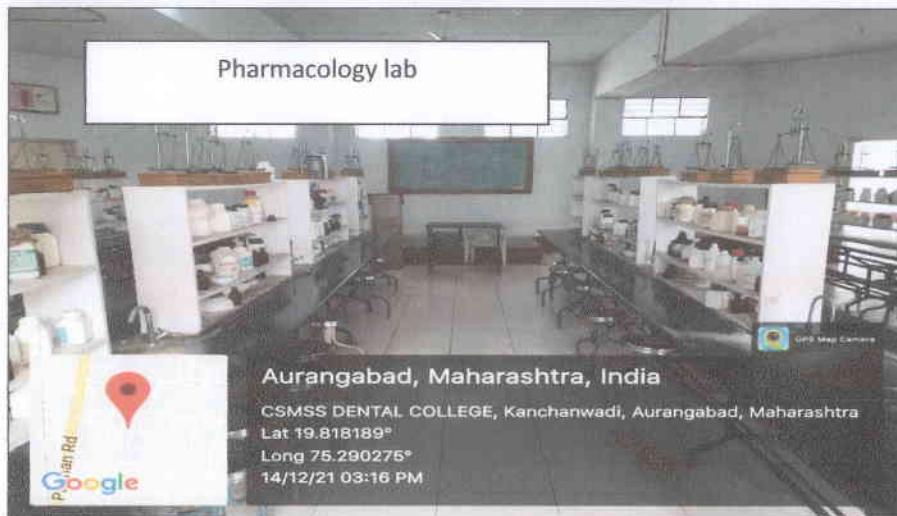 Pharmacology lab
GPS Map Camera
Aurangabad, Maharashtra, India
CSMSS DENTAL COLLEGE, Kanchanwadi, Aurangabad, Maharashtra
Lat 19.818189°
Long 75.290275°
14/12/21 03:16 PM
Rd
Google